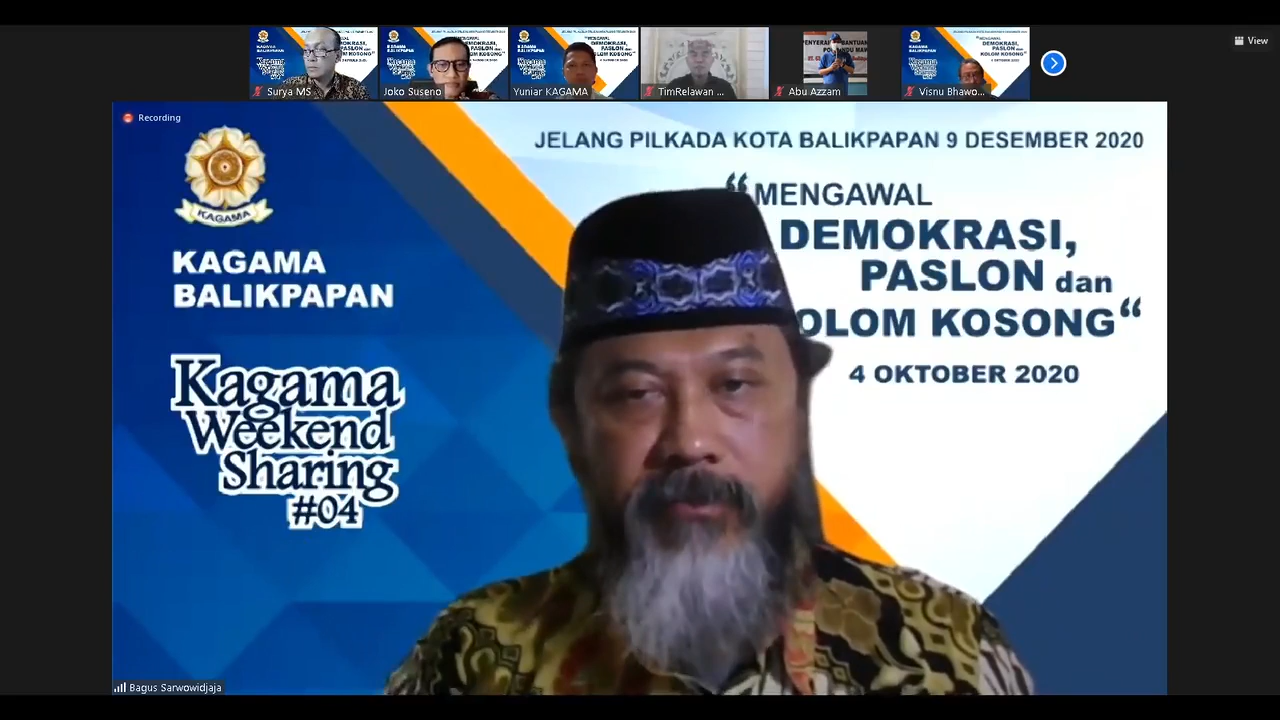 View
Surya MS
Joko Suseno
Yuniar KAGAMA
TimRelawan ...
Abu Azzam
Visnu Bhawo...
Recording
KAGAMA
KAGAMA
BALIKPAPAN
Kagama
Weekend
Sharing
#04
JELANG PILKADA KOTA BALIKPAPAN 9 DESEMBER 2020
“MENGAWAL
DEMOKRASI,
PASLON dan
OLOM KOSONG“
4 OKTOBER 2020
Bagus Sarwowidjaja